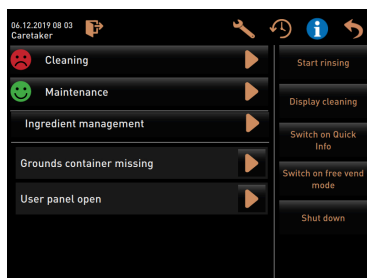 06.12.2019 08 03
Caretaker
Cleaning
Maintenance
Ingredient management
Grounds container missing
User panel open
Start rinsing
Display cleaning
Switch on Quick
Info
Switch on free vend
mode
Shut down